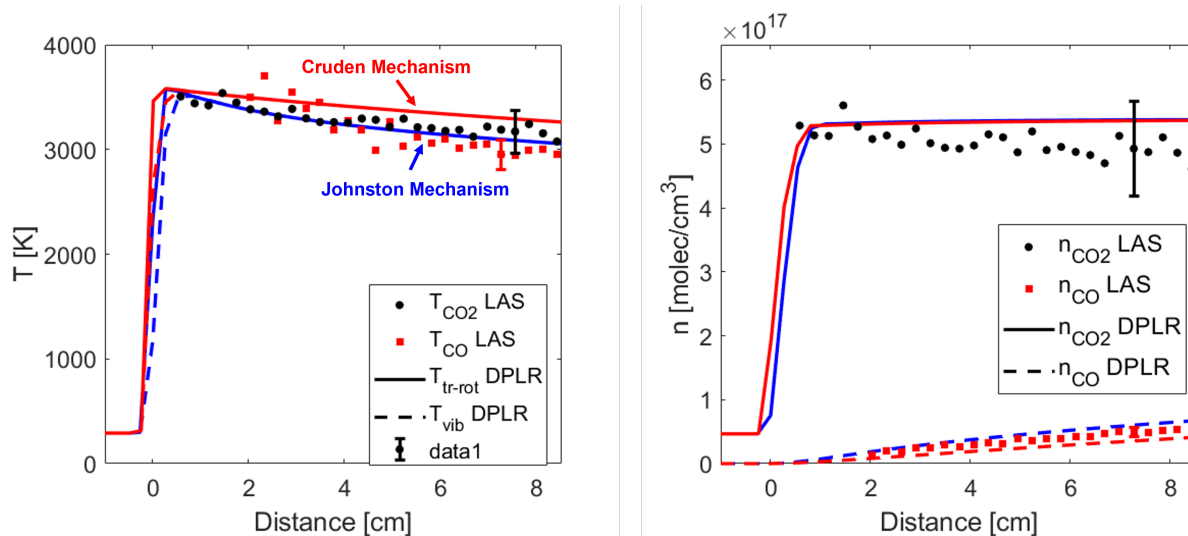 4000
3000
2000
1000
0
T [K]
0
2
4
6
8
Distance [cm]
Cruden Mechanism
Johnston Mechanism
T_CO2 LAS
T_CO LAS
T_tr-rot DPLR
T_vib DPLR
data1
×10^17
6
5
4
3
2
1
0
n [molec/cm^3]
0
2
4
6
8
Distance [cm]
n_CO2 LAS
n_CO LAS
n_CO2 DPLR
n_CO DPLR